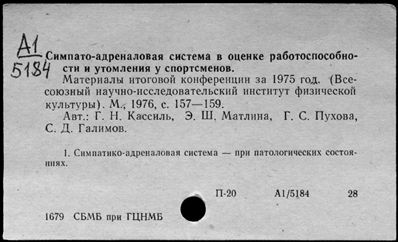 А1
5184
Симпато-адреналовая система в оценке работоспособно-
сти и утомления у спортсменов.
Материалы итоговой конференции за 1975 год. (Все-
союзный научно-исследовательский институт физической
культуры). М., 1976, с. 157—159.
Авт.: Г. Н. Кассиль, Э. Ш. Матлина, Г. С. Пухова,
С. Д. Галимов.
1. Симпатико-адреналовая система — при патологических состоя-
ниях.
П-20 А1/5184 28
1679 СБМБ при ГЦНМБ